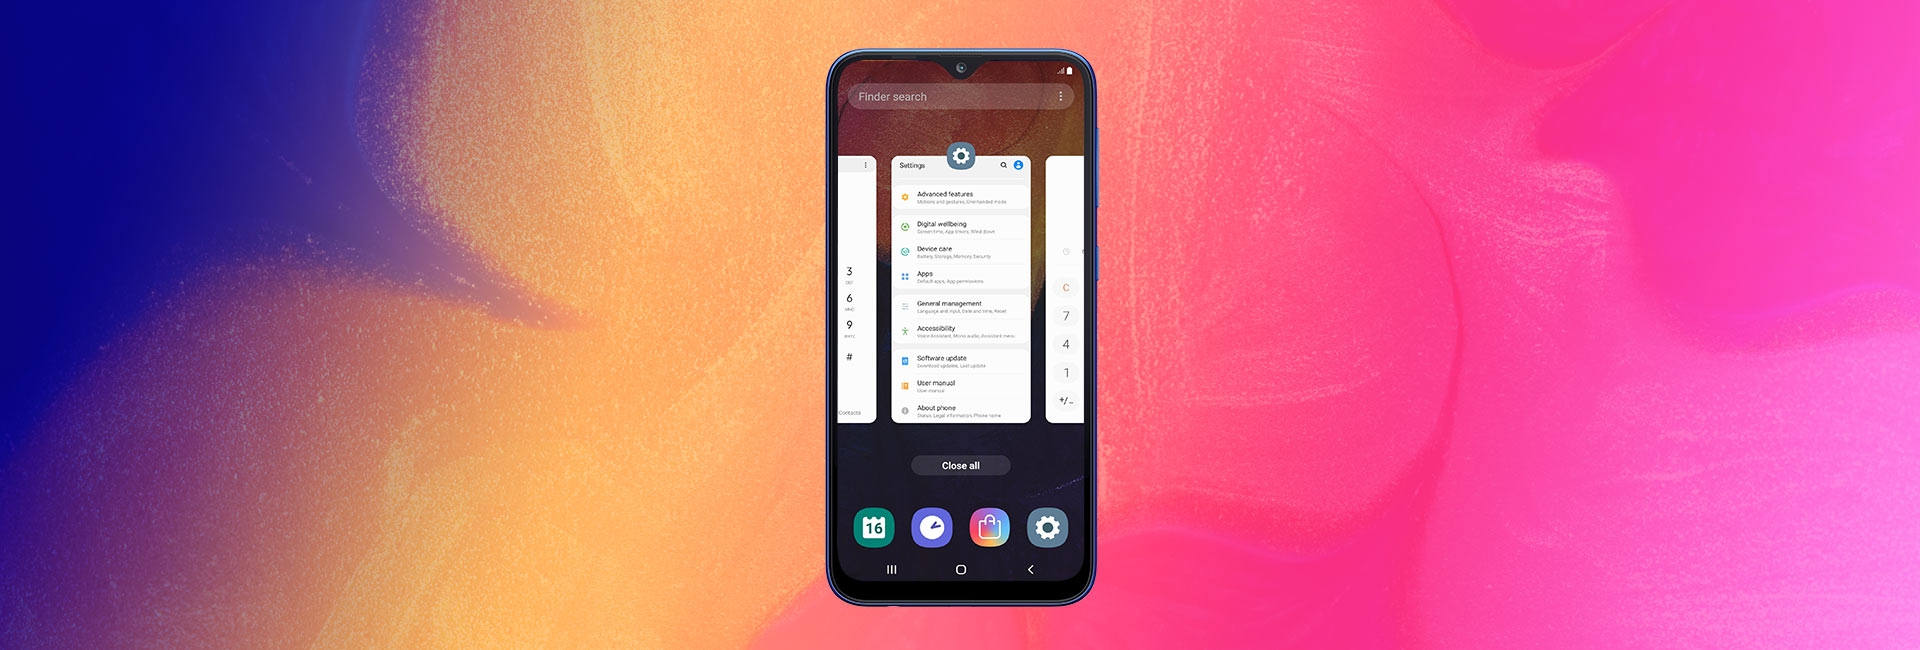 Finder search
Settings
Advanced features
Motions and gestures, One-handed mode
Digital wellbeing
Screen time, App timers, Wind Down
Device care
Battery, Storage, Memory, Security
Apps
Default apps, App permissions
General management
Language and input, Date and time, Reset
Accessibility
Voice Assistant, Mono audio, Assistant menu
Software update
Download updates, Last update
User manual
User manual
About phone
Status, Legal information, Phone name
3
DEF
6
MNO
9
WXYZ
#
Contacts
C
7
4
1
+/-
Close all
16